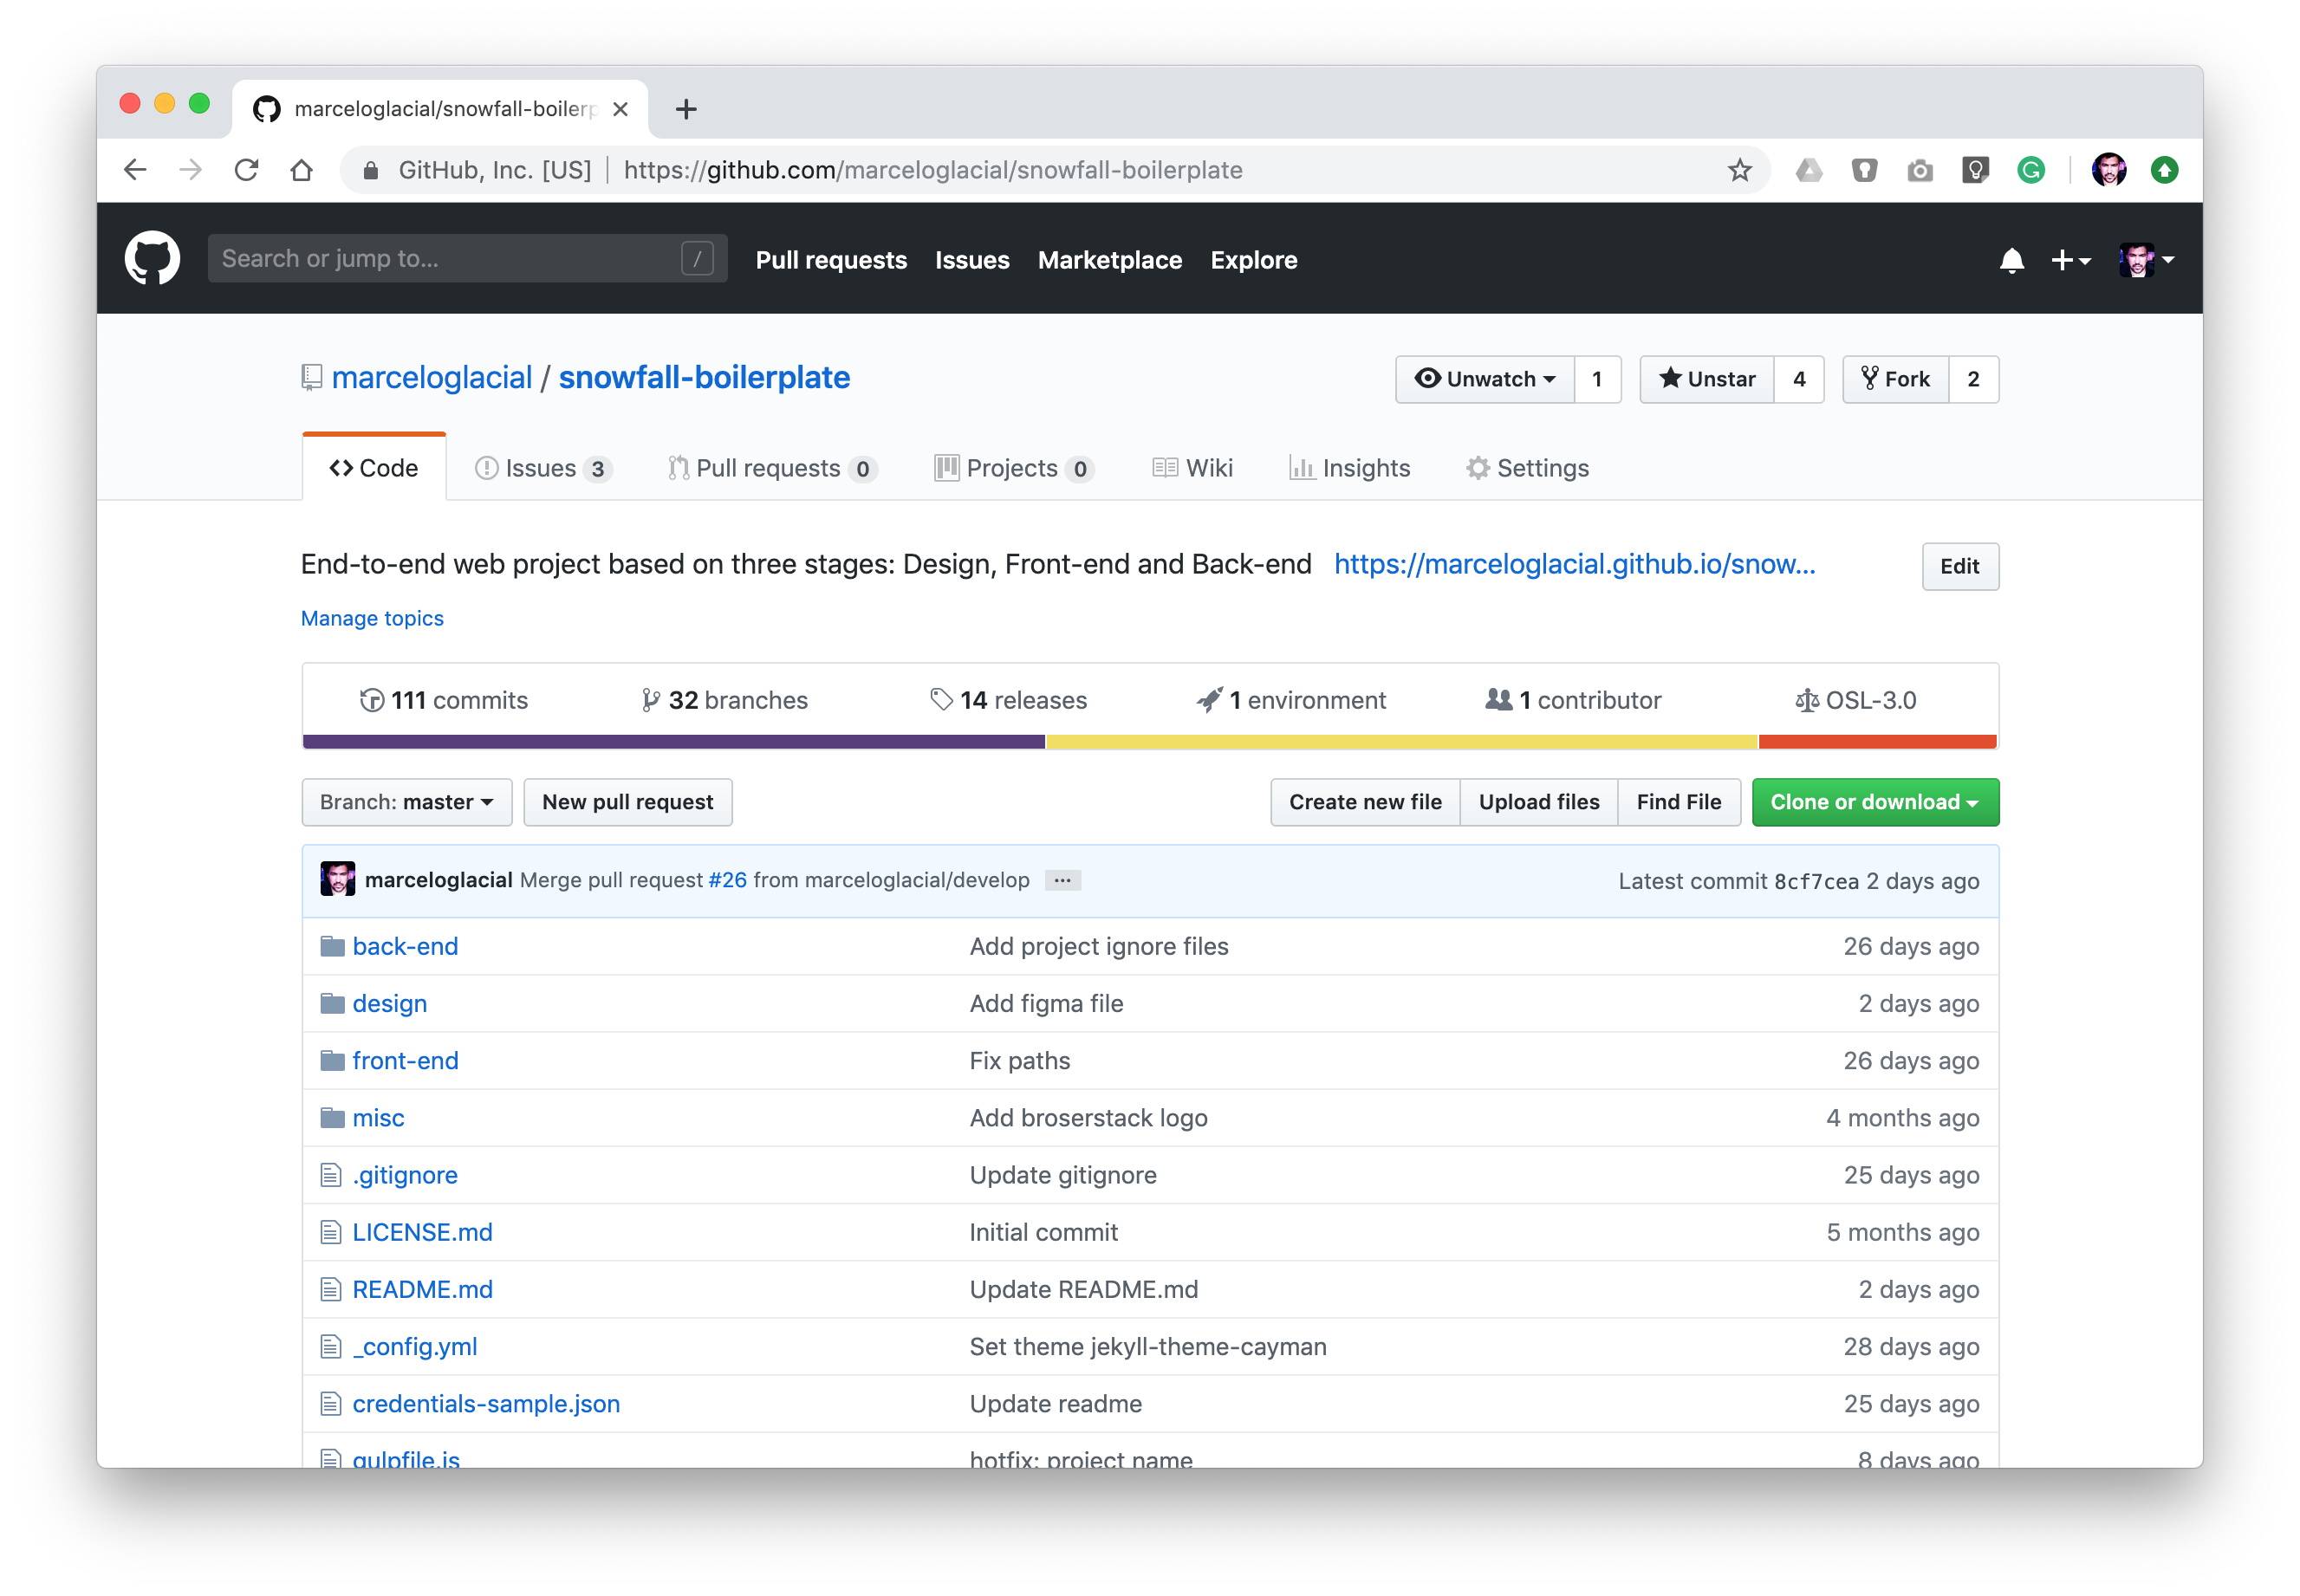 marceloglacial/snowfall-boilerp
GitHub, Inc. [US] | https://github.com/marceloglacial/snowfall-boilerplate
Search or jump to... / Pull requests Issues Marketplace Explore
marceloglacial / snowfall-boilerplate Unwatch 1 Unstar 4 Fork 2
Code Issues 3 Pull requests 0 Projects 0 Wiki Insights Settings
End-to-end web project based on three stages: Design, Front-end and Back-end https://marceloglacial.github.io/snow... Edit
Manage topics
111 commits 32 branches 14 releases 1 environment 1 contributor OSL-3.0
Branch: master New pull request Create new file Upload files Find File Clone or download
marceloglacial Merge pull request #26 from marceloglacial/develop ... Latest commit 8cf7cea 2 days ago
back-end Add project ignore files 26 days ago
design Add figma file 2 days ago
front-end Fix paths 26 days ago
misc Add broserstack logo 4 months ago
.gitignore Update gitignore 25 days ago
LICENSE.md Initial commit 5 months ago
README.md Update README.md 2 days ago
_config.yml Set theme jekyll-theme-cayman 28 days ago
credentials-sample.json Update readme 25 days ago
gulpfile.js hotfix: project name 8 days ago